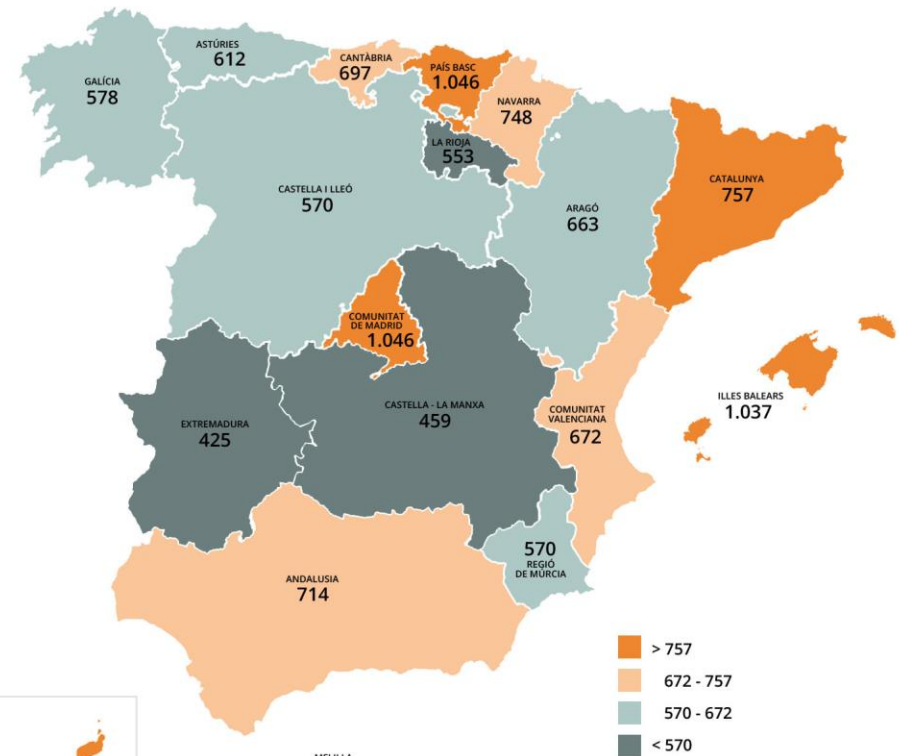 ASTÚRIES
612
CANTÀBRIA
697
PAÍS BASC
1.046
GALÍCIA
578
NAVARRA
748
LA RIOJA
553
CATALUNYA
757
CASTELLA I LLEÓ
570
ARAGÓ
663
COMUNITAT
DE MADRID
1.046
ILLES BALEARS
1.037
CASTELLA - LA MANXA
459
COMUNITAT
VALENCIANA
672
EXTREMADURA
425
570
REGIÓ
DE MÚRCIA
ANDALUSIA
714
> 757
672 - 757
570 - 672
< 570